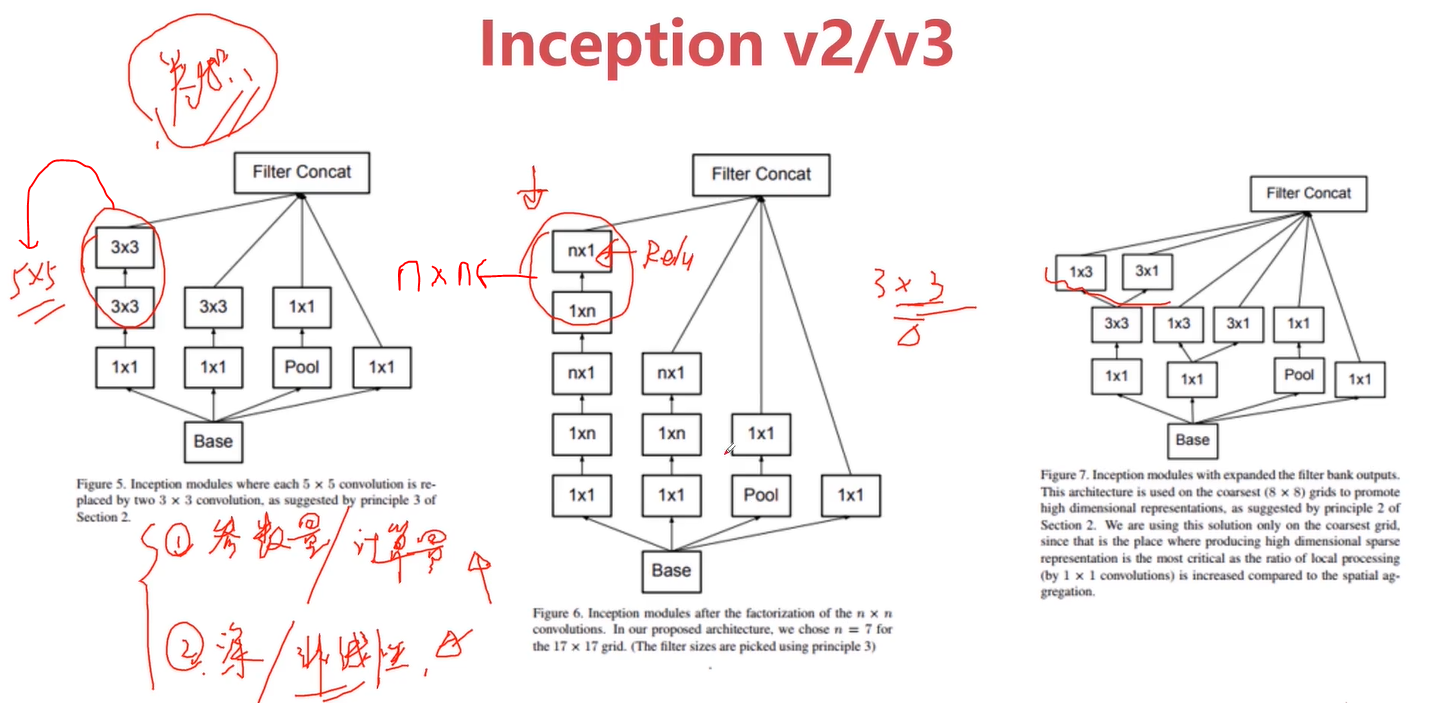 Inception v2/v3
Filter Concat
3x3
3x3
3x3
1x1
1x1
1x1
Pool
1x1
Base
5x5
Figure 5. Inception modules where each 5 × 5 convolution is re-
placed by two 3 × 3 convolution, as suggested by principle 3 of
Section 2.
① 参数量/计算量
② 深/非线性
Filter Concat
nx1
Relu
nxn
1xn
nx1
nx1
1xn
1xn
1x1
1x1
1x1
Pool
1x1
Base
Figure 6. Inception modules after the factorization of the n × n
convolutions. In our proposed architecture, we chose n = 7 for
the 17 × 17 grid. (The filter sizes are picked using principle 3)
3x3
Filter Concat
1x3
3x1
3x3
1x3
3x1
1x1
1x1
1x1
Pool
1x1
Base
Figure 7. Inception modules with expanded the filter bank outputs.
This architecture is used on the coarsest (8 × 8) grids to promote
high dimensional representations, as suggested by principle 2 of
Section 2. We are using this solution only on the coarsest grid,
since that is the place where producing high dimensional sparse
representation is the most critical as the ratio of local processing
(by 1 × 1 convolutions) is increased compared to the spatial ag-
gregation.